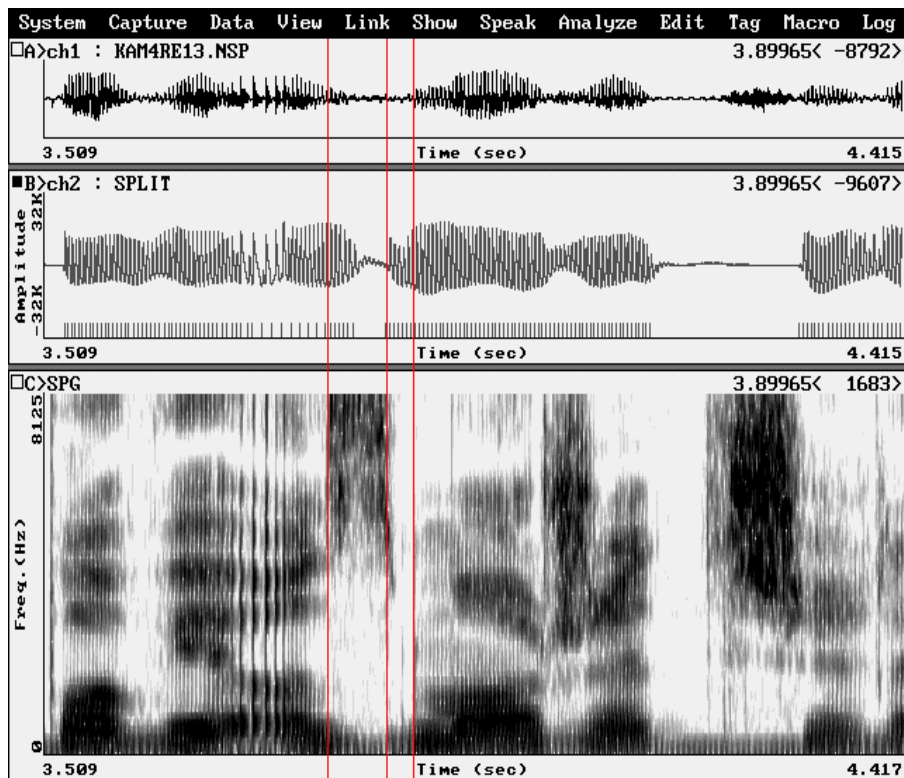 System Capture Data View Link Show Speak Analyze Edit Tag Macro Log
A>ch1 : KAM4RE13.NSP 3.89965< -8792>
3.509 Time (sec) 4.415
B>ch2 : SPLIT 3.89965< -9607>
Amplitude
32K
-32K
3.509 Time (sec) 4.415
C>SPG 3.89965< 1683>
8125
Freq.(Hz)
0
3.509 Time (sec) 4.417